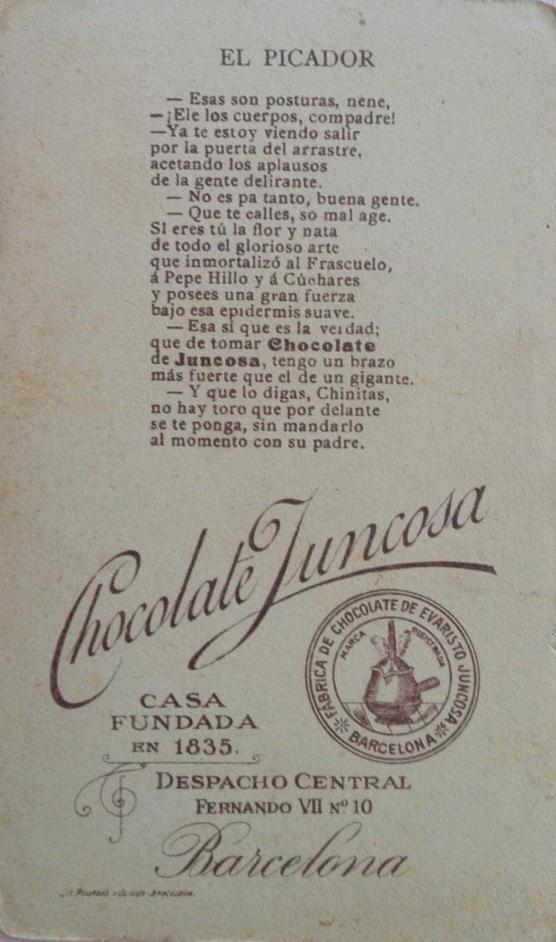 EL PICADOR
— Esas son posturas, nene,
—¡Ele los cuerpos, compadre!
—Ya te estoy viendo salir
por la puerta del arrastre,
acetando los aplausos
de la gente delirante.
— No es pa tanto, buena gente.
— Que te calles, so mal age.
Si eres tú la flor y nata
de todo el glorioso arte
que inmortalizó al Frascuelo,
á Pepe Hillo y á Cúchares
y posees una gran fuerza
bajo esa epidermis suave.
— Esa sí que es la verdad;
que de tomar Chocolate
de Juncosa, tengo un brazo
más fuerte que el de un gigante.
— Y que lo digas, Chinitas,
no hay toro que por delante
se te ponga, sin mandarlo
al momento con su padre.
Chocolate Juncosa
FÁBRICA DE CHOCOLATE DE EVARISTO JUNCOSA
MARCA REGISTRADA
BARCELONA
CASA
FUNDADA
EN 1835.
DESPACHO CENTRAL
FERNANDO VII Nº 10
Barcelona
BARCELONA.